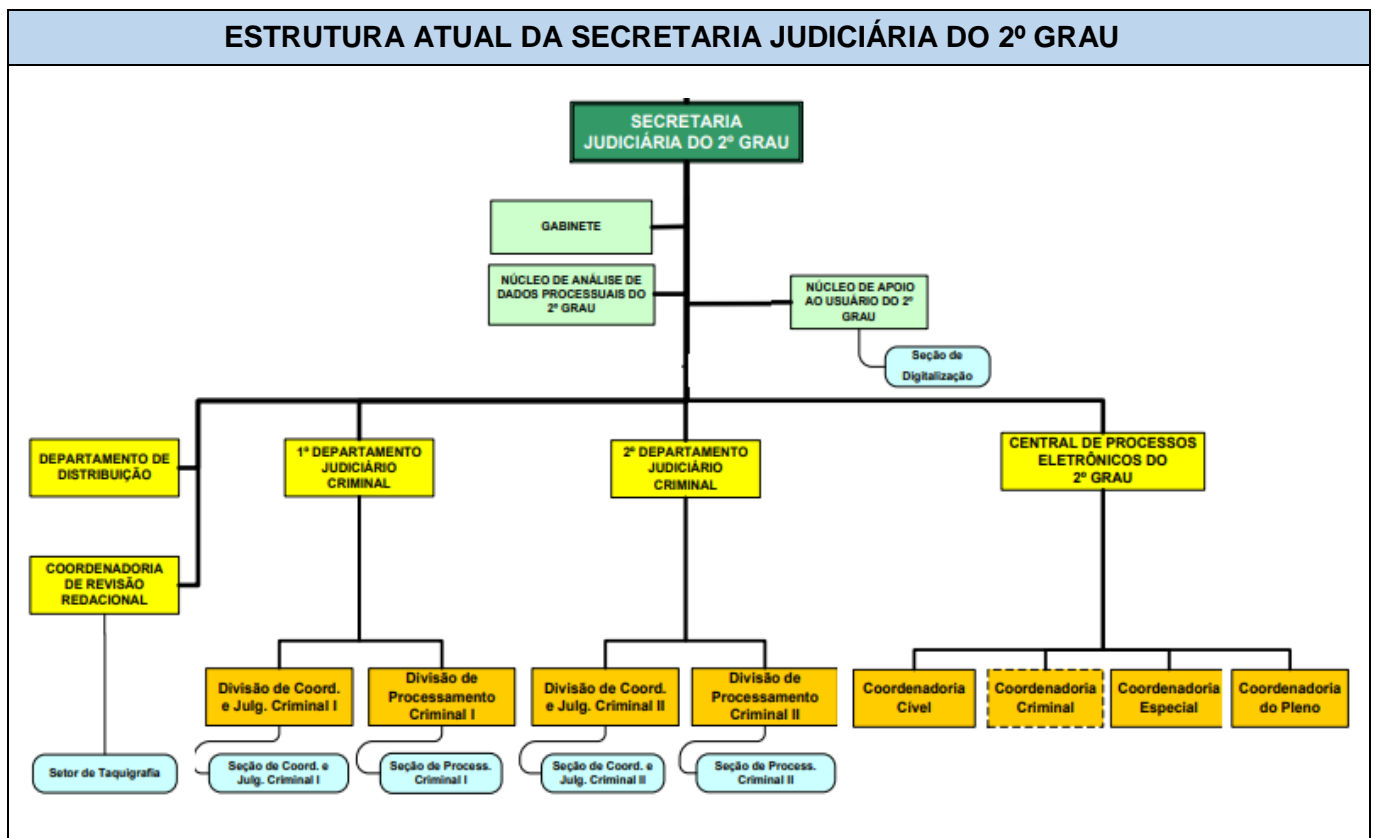 ESTRUTURA ATUAL DA SECRETARIA JUDICIÁRIA DO 2º GRAU
SECRETARIA
JUDICIÁRIA DO 2º GRAU
GABINETE
NÚCLEO DE ANÁLISE DE
DADOS PROCESSUAIS DO
2º GRAU
NÚCLEO DE APOIO
AO USUÁRIO DO 2º
GRAU
Seção de
Digitalização
DEPARTAMENTO DE
DISTRIBUIÇÃO
1º DEPARTAMENTO
JUDICIÁRIO
CRIMINAL
2º DEPARTAMENTO
JUDICIÁRIO
CRIMINAL
CENTRAL DE PROCESSOS
ELETRÔNICOS DO
2º GRAU
COORDENADORIA
DE REVISÃO
REDACIONAL
Divisão de Coord.
e Julg. Criminal I
Divisão de
Processamento
Criminal I
Divisão de Coord.
e Julg. Criminal II
Divisão de
Processamento
Criminal II
Coordenadoria
Cível
Coordenadoria
Criminal
Coordenadoria
Especial
Coordenadoria
do Pleno
Setor de Taquigrafia
Seção de Coord. e
Julg. Criminal I
Seção de Process.
Criminal I
Seção de Coord. e
Julg. Criminal II
Seção de Process.
Criminal II